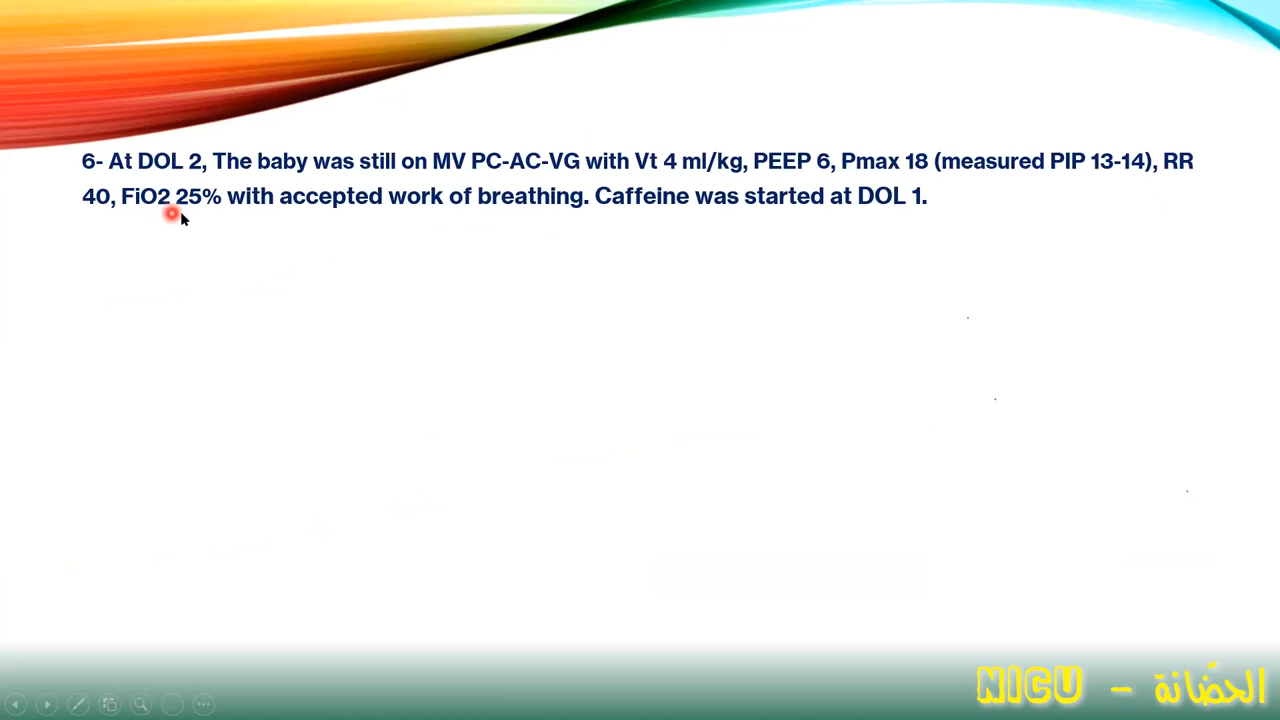 6- At DOL 2, The baby was still on MV PC-AC-VG with Vt 4 ml/kg, PEEP 6, Pmax 18 (measured PIP 13-14), RR
40, FiO2 25% with accepted work of breathing. Caffeine was started at DOL 1.
NICU - الحضّانة